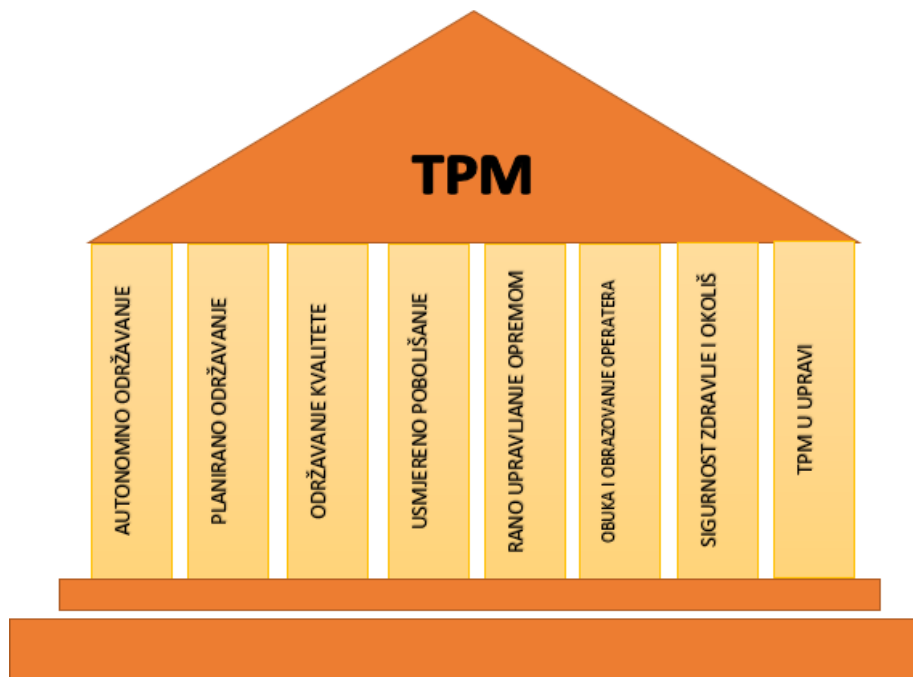 TPM
AUTONOMNO ODRŽAVANJE
PLANIRANO ODRŽAVANJE
ODRŽAVANJE KVALITETE
USMJERENO POBOLIŠANJE
RANO UPRAVLJANJE OPREMOM
OBUKA I OBRAZOVANJE OPERATERA
SIGURNOST ZDRAVLJE I OKOLIŠ
TPM U UPRAVI